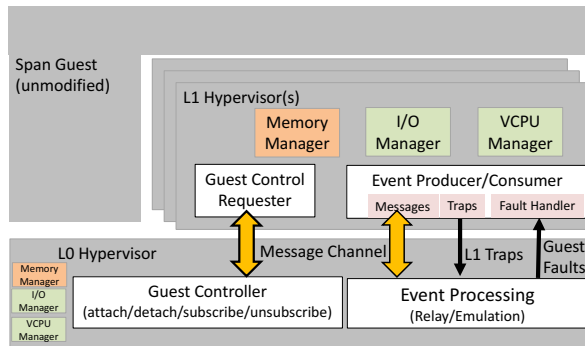 Span Guest
(unmodified)
L1 Hypervisor(s)
Memory
Manager
I/O
Manager
VCPU
Manager
Guest Control
Requester
Event Producer/Consumer
Messages
Traps
Fault Handler
L0 Hypervisor
Message Channel
L1 Traps
Guest
Faults
Memory
Manager
I/O
Manager
VCPU
Manager
Guest Controller
(attach/detach/subscribe/unsubscribe)
Event Processing
(Relay/Emulation)